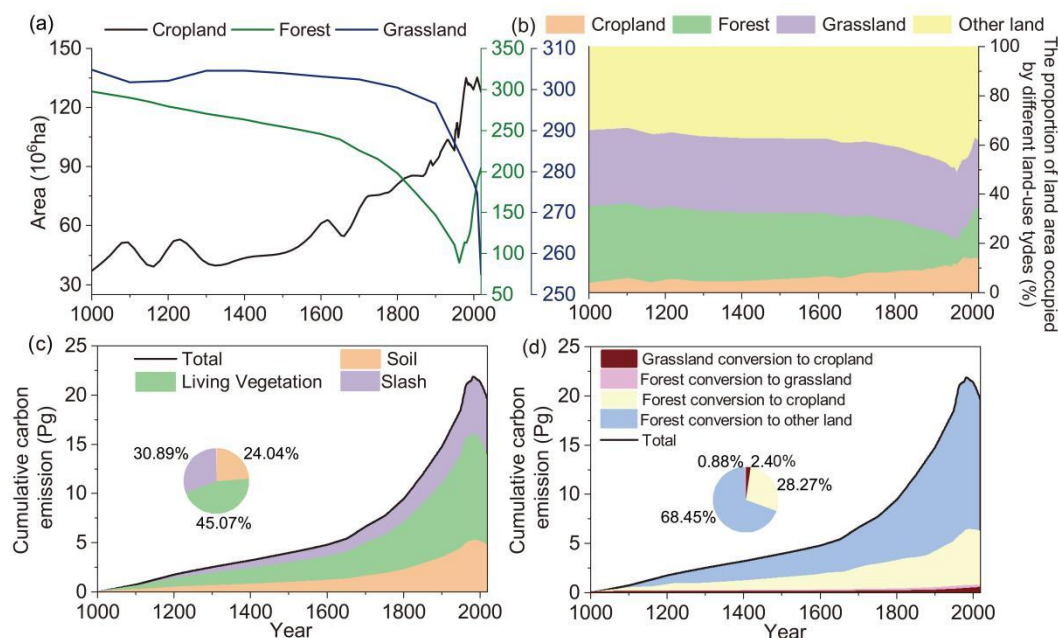 (a)
Cropland Forest Grassland
150
120
90
60
30
Area (10⁶ha)
350
300
250
200
150
100
50
310
300
290
280
270
260
250
1000 1200 1400 1600 1800 2000
(b)
Cropland Forest Grassland Other land
100
80
60
40
20
0
The proportion of land area occupied
by different land-use tydes (%)
1000 1200 1400 1600 1800 2000
(c)
25
20
15
10
5
0
Cumulative carbon
emission (Pg)
Total Soil
Living Vegetation Slash
30.89% 24.04%
45.07%
1000 1200 1400 1600 1800 2000
Year
(d)
25
20
15
10
5
0
Cumulative carbon
emission (Pg)
Grassland conversion to cropland
Forest conversion to grassland
Forest conversion to cropland
Forest conversion to other land
Total
0.88% 2.40%
28.27%
68.45%
1000 1200 1400 1600 1800 2000
Year